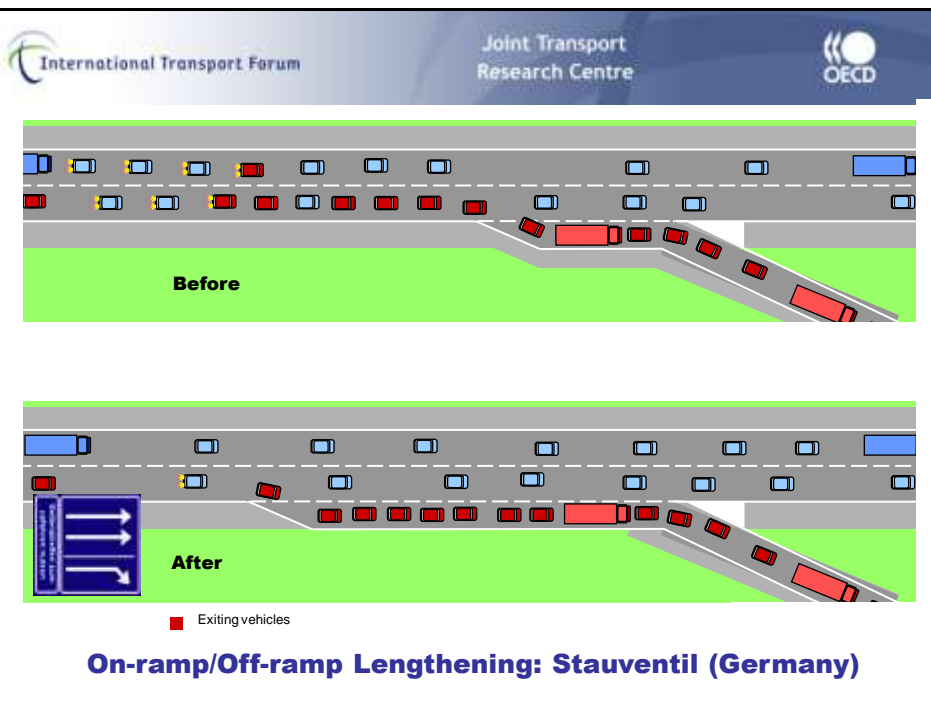 International Transport Forum
Joint Transport
Research Centre
OECD
Before
After
Exiting vehicles
On-ramp/Off-ramp Lengthening: Stauventil (Germany)